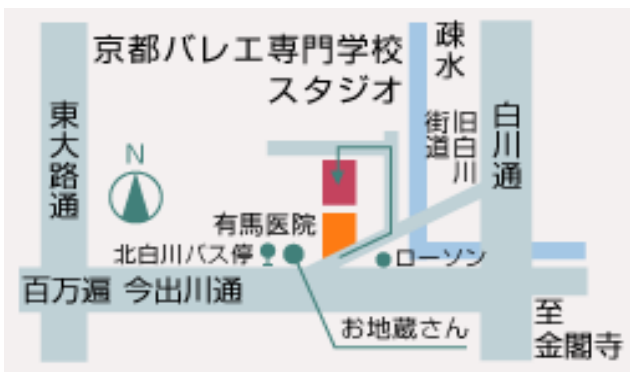 京都バレエ専門学校
スタジオ
疎水
旧白川
街道
白川通
東大路通
N
有馬医院
北白川バス停
ローソン
百万遍 今出川通
お地蔵さん
至
金閣寺